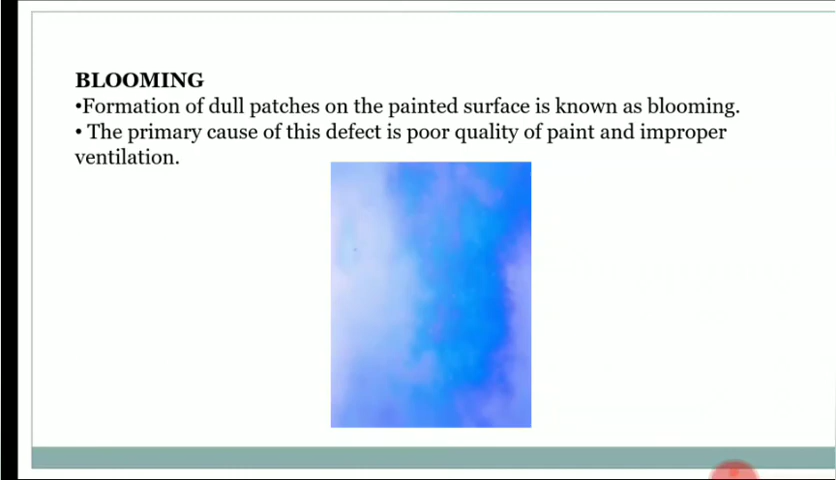 BLOOMING
•Formation of dull patches on the painted surface is known as blooming.
• The primary cause of this defect is poor quality of paint and improper
ventilation.